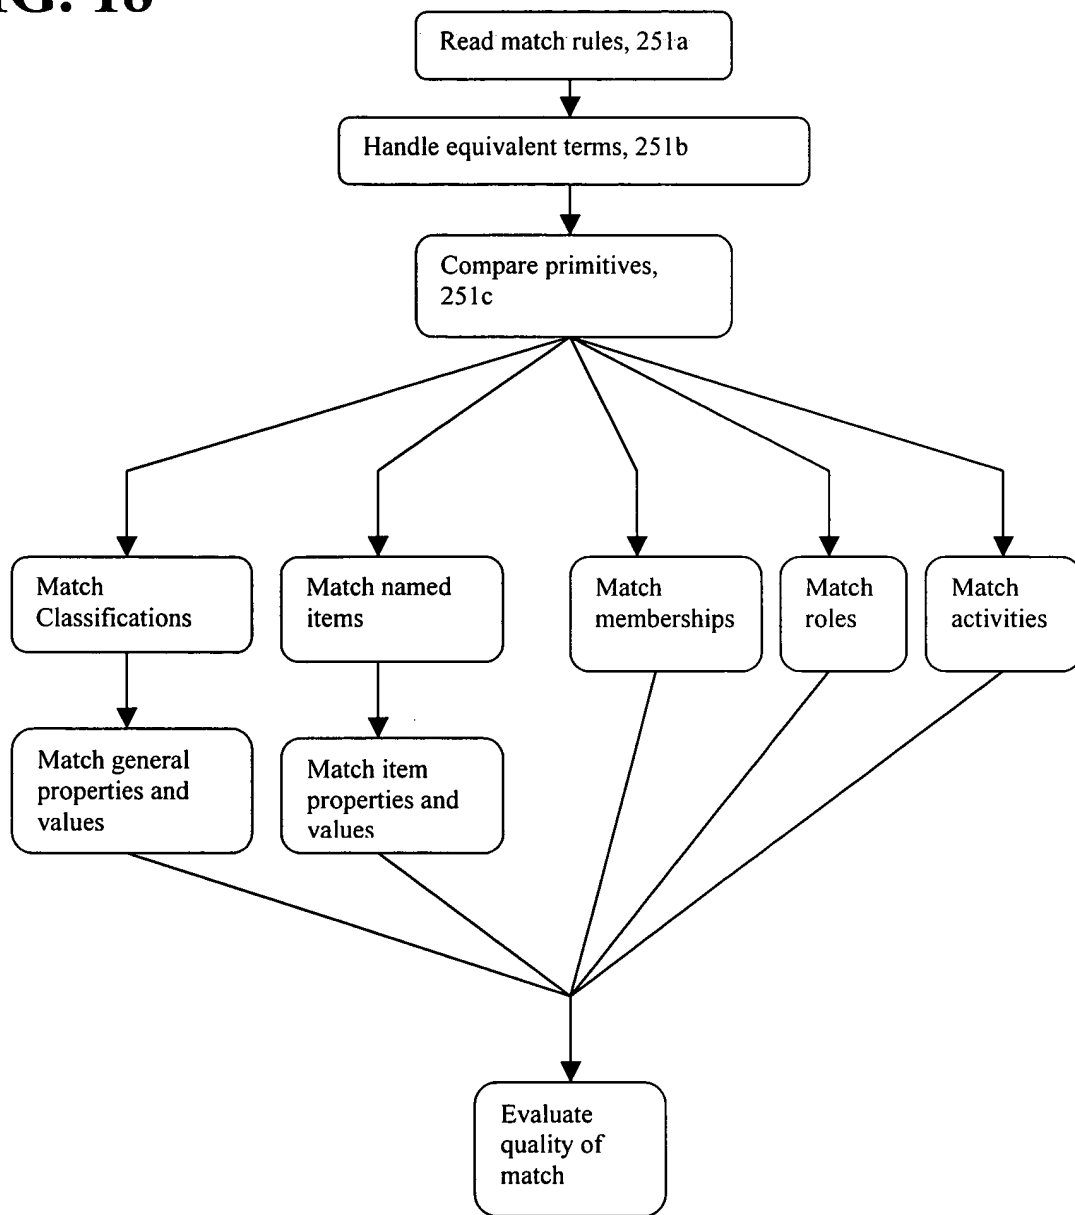 Read match rules, 251a
Handle equivalent terms, 251b
Compare primitives,
251c
Match
Classifications
Match named
items
Match
memberships
Match
roles
Match
activities
Match general
properties and
values
Match item
properties and
values
Evaluate
quality of
match